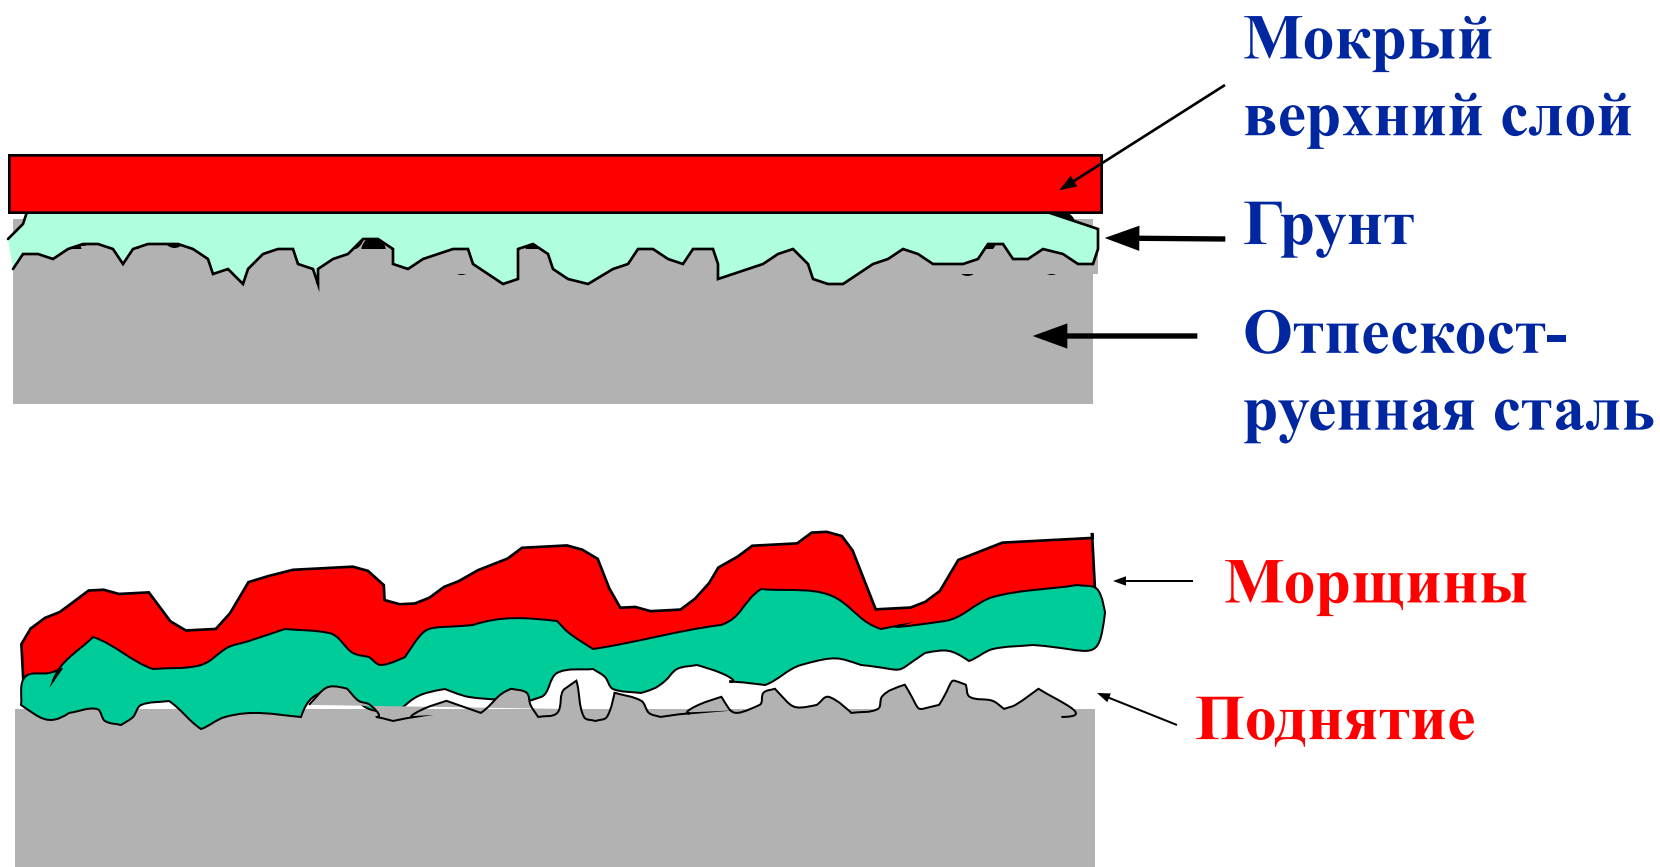 Мокрый
верхний слой
Грунт
Отпескост-
руенная сталь
Морщины
Поднятие